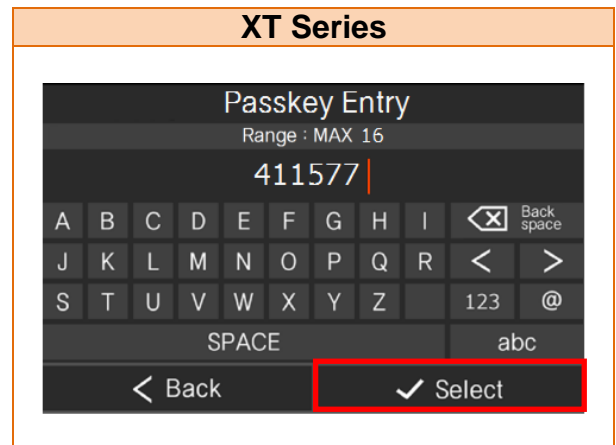 XT Series
Passkey Entry
Range : MAX 16
411577
A B C D E F G H I Back space
J K L M N O P Q R < >
S T U V W X Y Z 123 @
SPACE abc
< Back ✓ Select